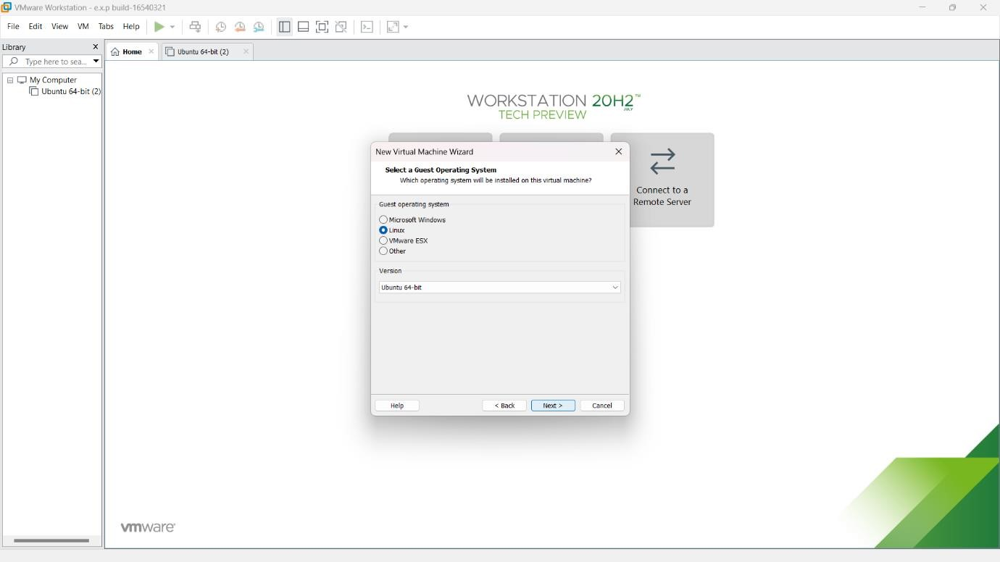 VMware Workstation - e.x.p build-16540321
File Edit View VM Tabs Help
Library
Home
Ubuntu 64-bit (2)
Type here to sea...
My Computer
Ubuntu 64-bit (2)
WORKSTATION 20H2™
JULY
TECH PREVIEW
New Virtual Machine Wizard
Select a Guest Operating System
Which operating system will be installed on this virtual machine?
Connect to a
Remote Server
Guest operating system
Microsoft Windows
Linux
VMware ESX
Other
Version
Ubuntu 64-bit
Help
< Back
Next >
Cancel
vmware®